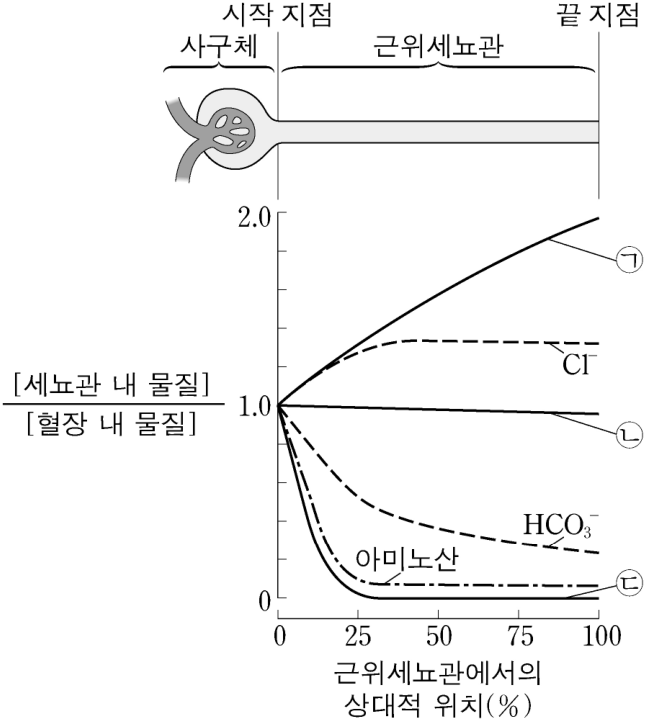 시작 지점 끝 지점
사구체 근위세뇨관
2.0
㉠
Cl⁻
[세뇨관 내 물질]
[혈장 내 물질]
1.0
㉡
HCO₃⁻
아미노산
㉢
0
0 25 50 75 100
근위세뇨관에서의
상대적 위치(%)